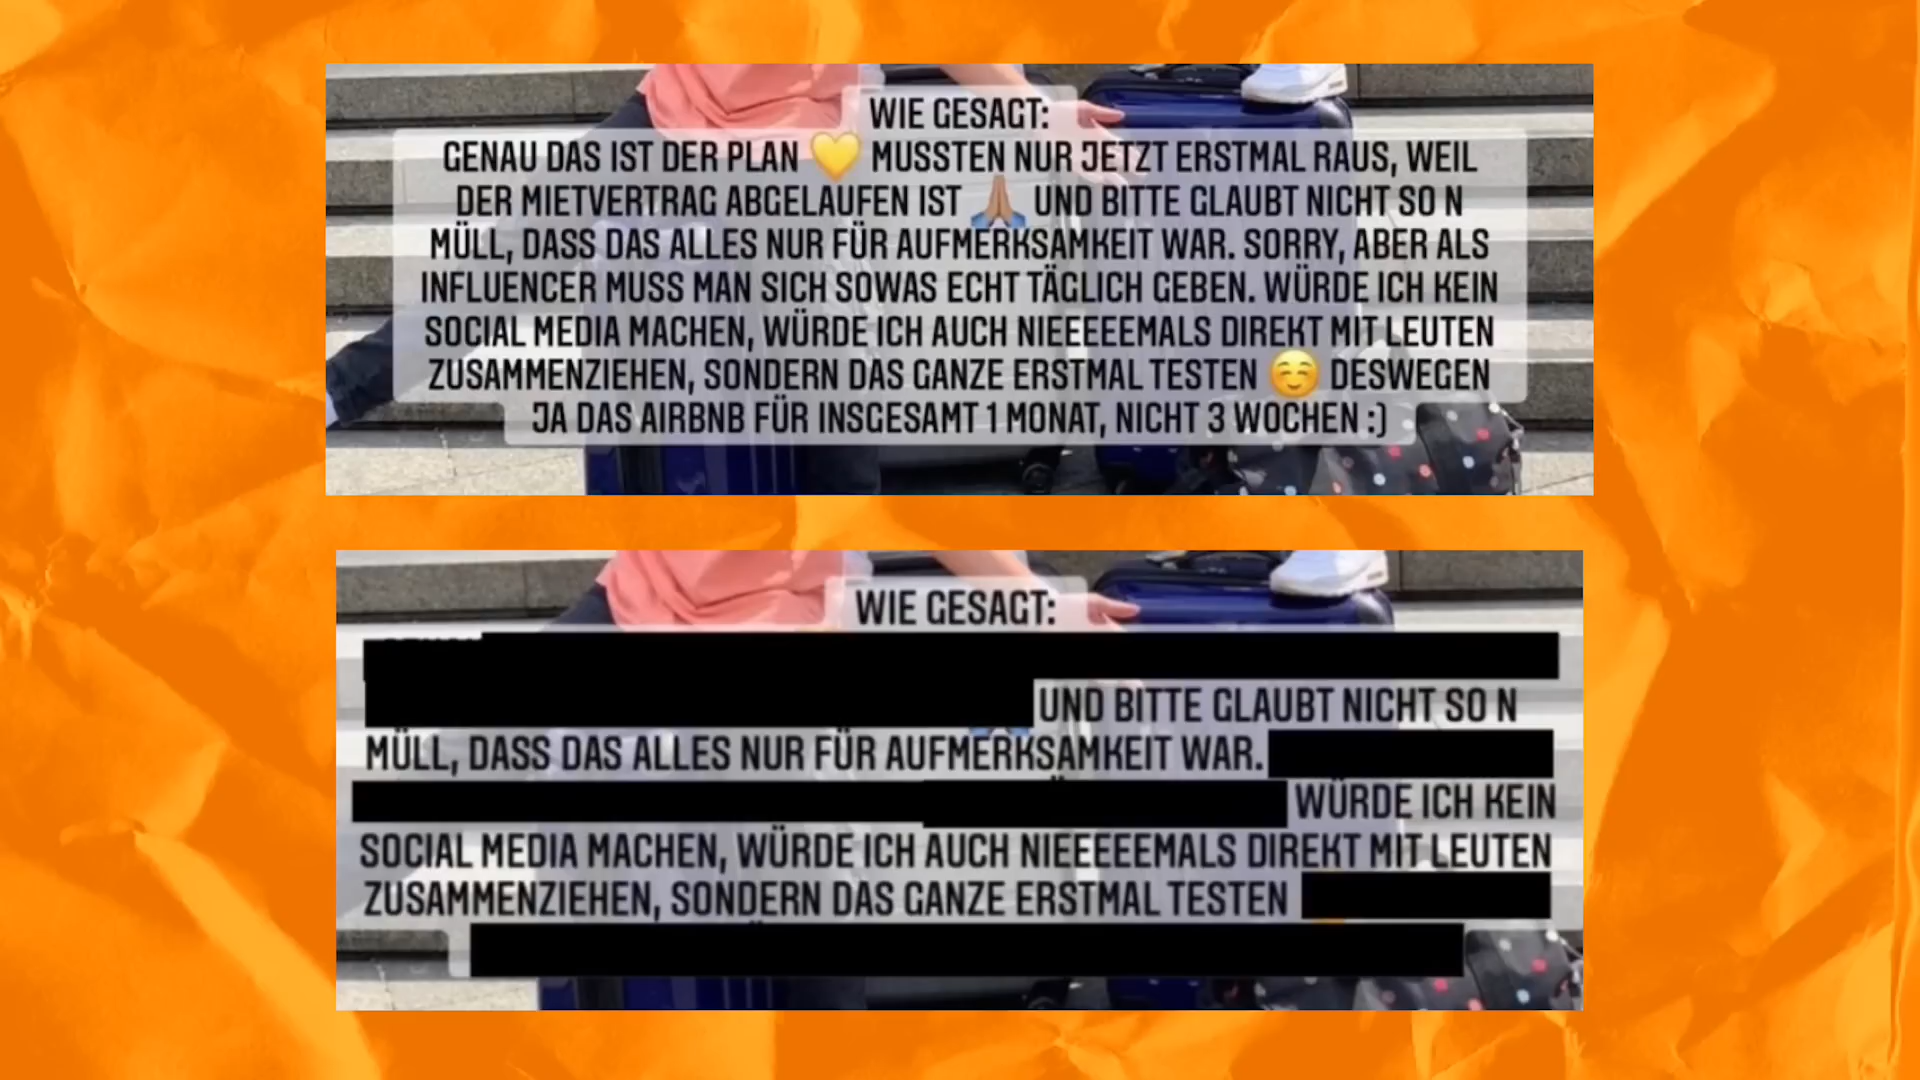 WIE GESAGT:
GENAU DAS IST DER PLAN 💛 MUSSTEN NUR JETZT ERSTMAL RAUS, WEIL
DER MIETVERTRAG ABGELAUFEN IST 🙏🏽 UND BITTE GLAUBT NICHT SO N
MÜLL, DASS DAS ALLES NUR FÜR AUFMERKSAMKEIT WAR. SORRY, ABER ALS
INFLUENCER MUSS MAN SICH SOWAS ECHT TÄGLICH GEBEN. WÜRDE ICH KEIN
SOCIAL MEDIA MACHEN, WÜRDE ICH AUCH NIEEEEEMALS DIREKT MIT LEUTEN
ZUSAMMENZIEHEN, SONDERN DAS GANZE ERSTMAL TESTEN ☺️ DESWEGEN
JA DAS AIRBNB FÜR INSGESAMT 1 MONAT, NICHT 3 WOCHEN :)
WIE GESAGT:
UND BITTE GLAUBT NICHT SO N
MÜLL, DASS DAS ALLES NUR FÜR AUFMERKSAMKEIT WAR.
WÜRDE ICH KEIN
SOCIAL MEDIA MACHEN, WÜRDE ICH AUCH NIEEEEEMALS DIREKT MIT LEUTEN
ZUSAMMENZIEHEN, SONDERN DAS GANZE ERSTMAL TESTEN